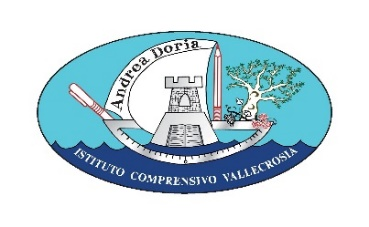 Andrea Doria
ISTITUTO COMPRENSIVO VALLECROSIA